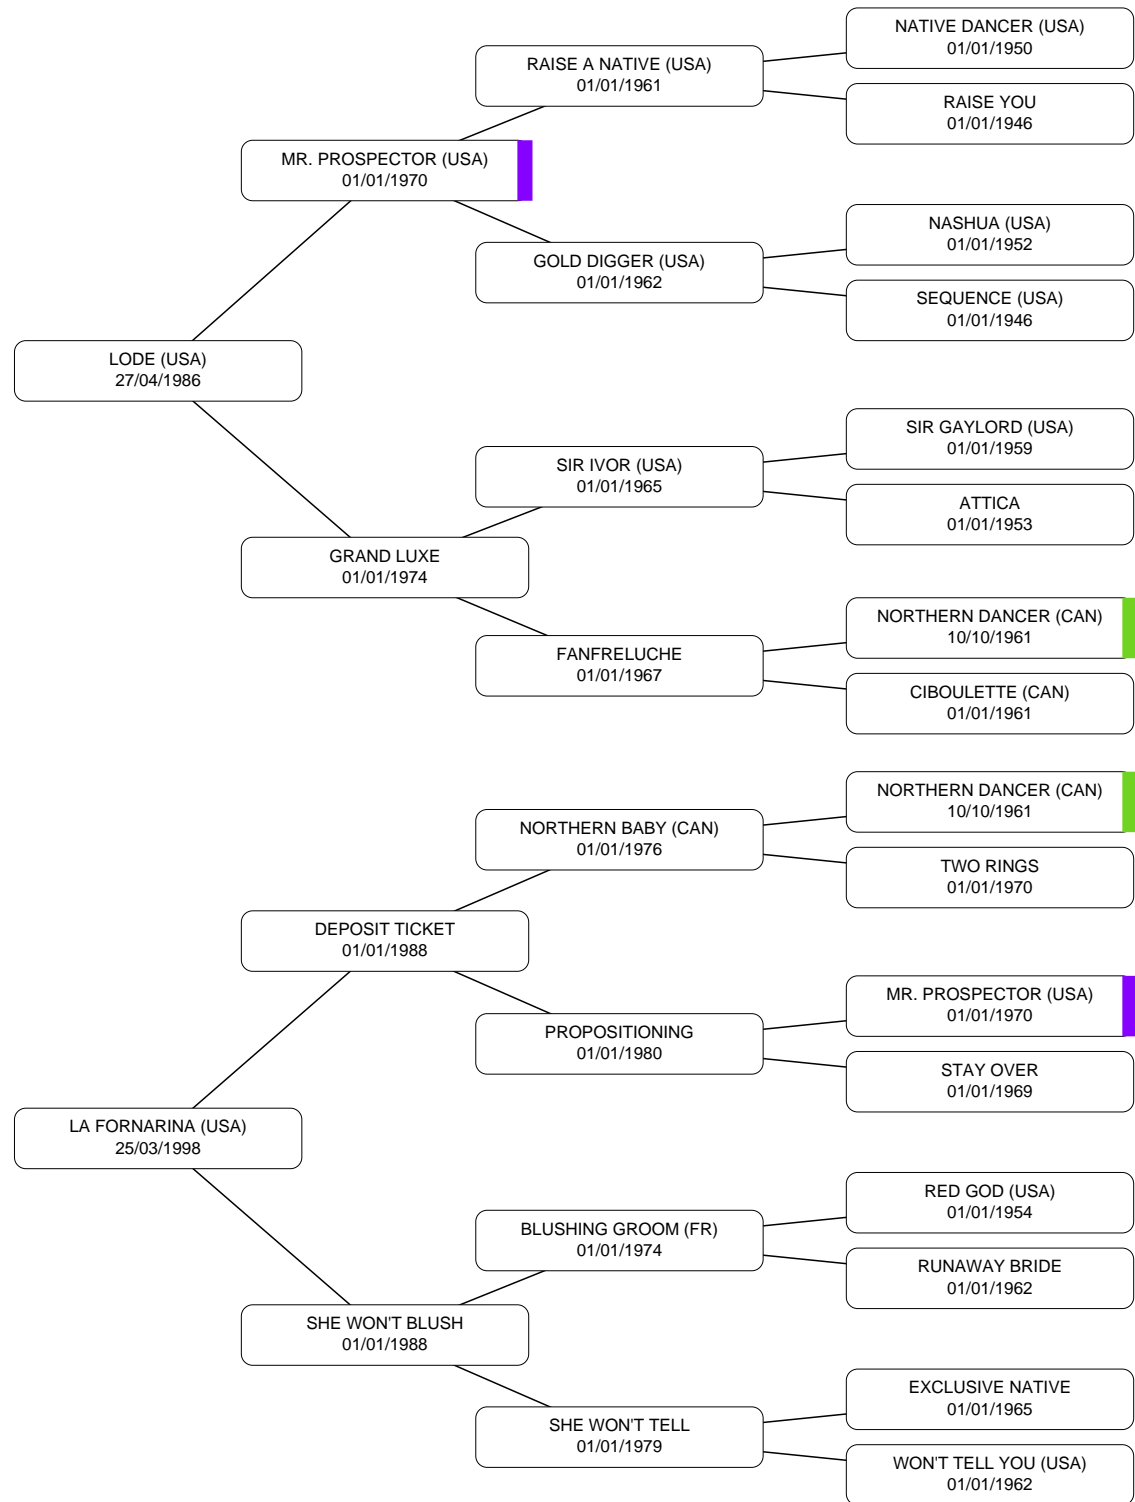 NATIVE DANCER (USA)
01/01/1950
RAISE A NATIVE (USA)
01/01/1961
RAISE YOU
01/01/1946
MR. PROSPECTOR (USA)
01/01/1970
NASHUA (USA)
01/01/1952
GOLD DIGGER (USA)
01/01/1962
SEQUENCE (USA)
01/01/1946
LODE (USA)
27/04/1986
SIR GAYLORD (USA)
01/01/1959
SIR IVOR (USA)
01/01/1965
ATTICA
01/01/1953
GRAND LUXE
01/01/1974
NORTHERN DANCER (CAN)
10/10/1961
FANFRELUCHE
01/01/1967
CIBOULETTE (CAN)
01/01/1961
NORTHERN DANCER (CAN)
10/10/1961
NORTHERN BABY (CAN)
01/01/1976
TWO RINGS
01/01/1970
DEPOSIT TICKET
01/01/1988
MR. PROSPECTOR (USA)
01/01/1970
PROPOSITIONING
01/01/1980
STAY OVER
01/01/1969
LA FORNARINA (USA)
25/03/1998
RED GOD (USA)
01/01/1954
BLUSHING GROOM (FR)
01/01/1974
RUNAWAY BRIDE
01/01/1962
SHE WON'T BLUSH
01/01/1988
EXCLUSIVE NATIVE
01/01/1965
SHE WON'T TELL
01/01/1979
WON'T TELL YOU (USA)
01/01/1962